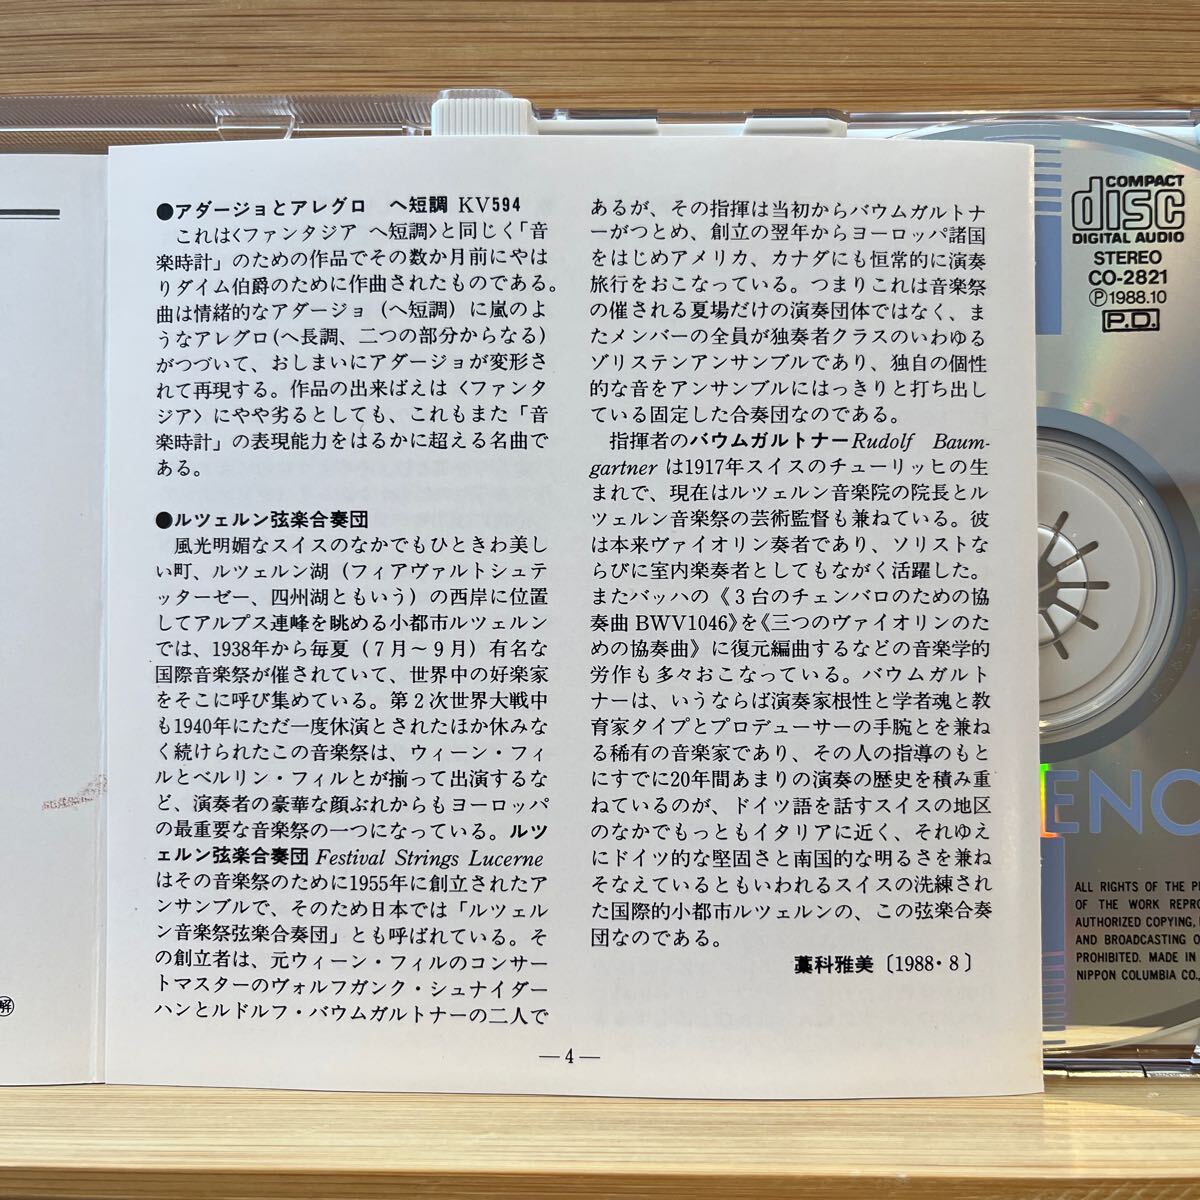 ●アダージョとアレグロ　ヘ短調 KV594
これは〈ファンタジア ヘ短調〉と同じく「音
楽時計」のための作品でその数か月前にやは
りダイム伯爵のために作曲されたものである。
曲は情緒的なアダージョ（ヘ短調）に嵐のよ
うなアレグロ（ヘ長調、二つの部分からなる）
がつづいて、おしまいにアダージョが変形さ
れて再現する。作品の出来ばえは〈ファンタ
ジア〉にやや劣るとしても、これもまた「音
楽時計」の表現能力をはるかに超える名曲で
ある。
●ルツェルン弦楽合奏団
風光明媚なスイスのなかでもひときわ美し
い町、ルツェルン湖（フィアヴァルトシュテ
ッターゼー、四州湖ともいう）の西岸に位置
してアルプス連峰を眺める小都市ルツェルン
では、1938年から毎夏（7月～9月）有名な
国際音楽祭が催されていて、世界中の好楽家
をそこに呼び集めている。第2次世界大戦中
も1940年にただ一度休演とされたほか休みな
く続けられたこの音楽祭は、ウィーン・フィ
ルとベルリン・フィルとが揃って出演するな
ど、演奏者の豪華な顔ぶれからもヨーロッパ
の最重要な音楽祭の一つになっている。ルツ
ェルン弦楽合奏団 Festival Strings Lucerne
はその音楽祭のために1955年に創立されたア
ンサンブルで、そのため日本では「ルツェル
ン音楽祭弦楽合奏団」とも呼ばれている。そ
の創立者は、元ウィーン・フィルのコンサー
トマスターのヴォルフガンク・シュナイダー
ハンとルドルフ・バウムガルトナーの二人で
あるが、その指揮は当初からバウムガルトナ
ーがつとめ、創立の翌年からヨーロッパ諸国
をはじめアメリカ、カナダにも恒常的に演奏
旅行をおこなっている。つまりこれは音楽祭
の催される夏場だけの演奏団体ではなく、ま
たメンバーの全員が独奏者クラスのいわゆる
ゾリステンアンサンブルであり、独自の個性
的な音をアンサンブルにはっきりと打ち出し
ている固定した合奏団なのである。
指揮者のバウムガルトナーRudolf Baum-
gartner は1917年スイスのチューリッヒの生
まれで、現在はルツェルン音楽院の院長とル
ツェルン音楽祭の芸術監督も兼ねている。彼
は本来ヴァイオリン奏者であり、ソリストな
らびに室内楽奏者としてもながく活躍した。
またバッハの《3台のチェンバロのための協
奏曲 BWV1046》を《三つのヴァイオリンのた
めの協奏曲》に復元編曲するなどの音楽学的
労作も多々おこなっている。バウムガルト
ナーは、いうならば演奏家根性と学者魂と教
育家タイプとプロデューサーの手腕とを兼ね
る稀有の音楽家であり、その人の指導のもと
にすでに20年間あまりの演奏の歴史を積み重
ねているのが、ドイツ語を話すスイスの地区
のなかでもっともイタリアに近く、それゆえ
にドイツ的な堅固さと南国的な明るさを兼ね
そなえているともいわれるスイスの洗練され
た国際的小都市ルツェルンの、この弦楽合奏
団なのである。
藁科雅美〔1988・8〕
—4—
解
COMPACT
disc
DIGITAL AUDIO
STEREO
CO-2821
Ⓟ1988.10
P.D.
ENO
ALL RIGHTS OF THE P
OF THE WORK REPRO
AUTHORIZED COPYING,
AND BROADCASTING O
PROHIBITED. MADE IN
NIPPON COLUMBIA CO.,